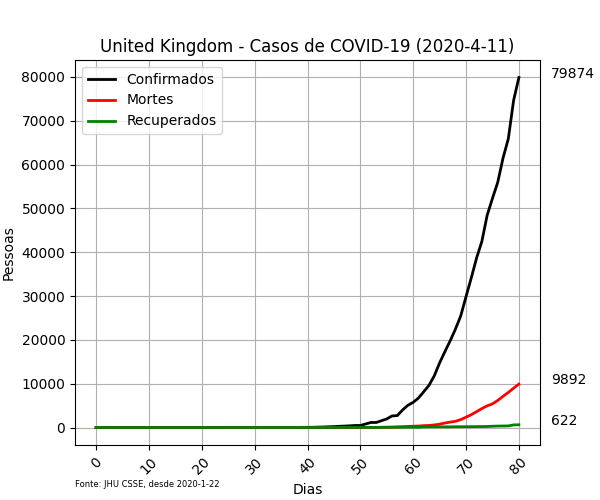 United Kingdom - Casos de COVID-19 (2020-4-11)
Confirmados
Mortes
Recuperados
79874
9892
622
Pessoas
80000
70000
60000
50000
40000
30000
20000
10000
0
0 10 20 30 40 50 60 70 80
Fonte: JHU CSSE, desde 2020-1-22
Dias